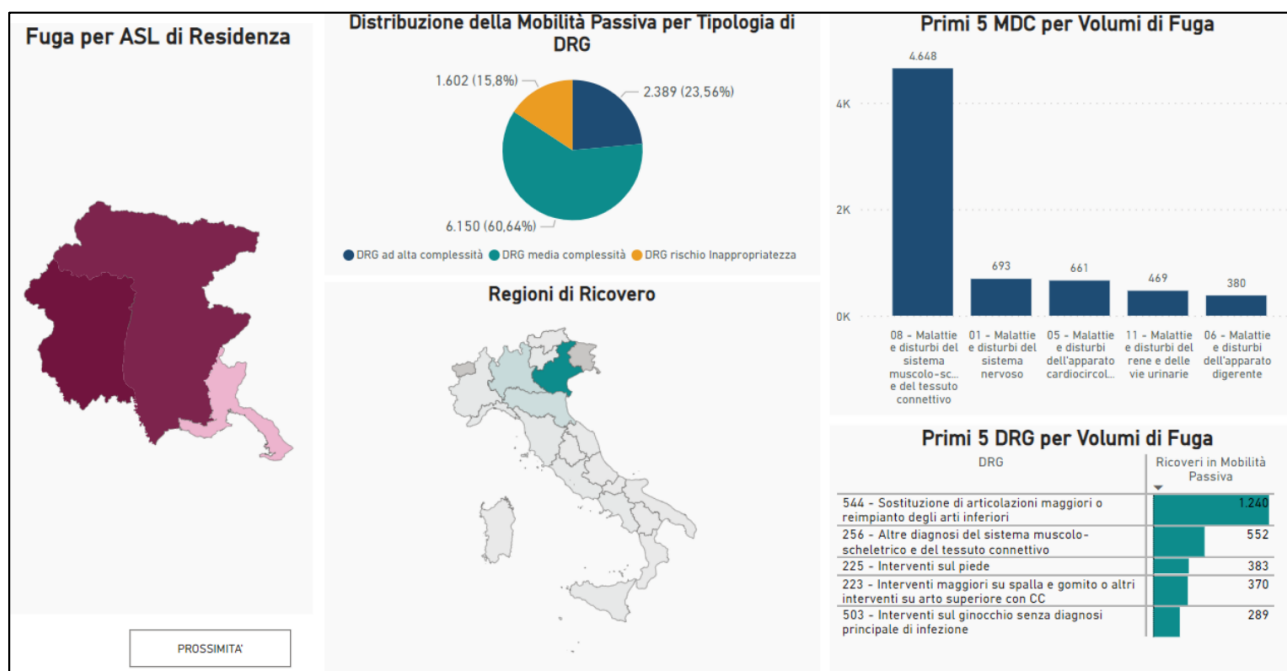 Fuga per ASL di Residenza
PROSSIMITA'
Distribuzione della Mobilità Passiva per Tipologia di
DRG
1.602 (15,8%)
2.389 (23,56%)
6.150 (60,64%)
DRG ad alta complessità DRG media complessità DRG rischio Inappropriatezza
Regioni di Ricovero
Primi 5 MDC per Volumi di Fuga
4.648
4K
2K
693
661
469
380
0K
08 - Malattie
e disturbi del
sistema
muscolo-sc...
e del tessuto
connettivo
01 - Malattie
e disturbi del
sistema
nervoso
05 - Malattie
e disturbi
dell'apparato
cardiocircol...
11 - Malattie
e disturbi del
rene e delle
vie urinarie
06 - Malattie
e disturbi
dell'apparato
digerente
Primi 5 DRG per Volumi di Fuga
DRG
Ricoveri in Mobilità
Passiva
544 - Sostituzione di articolazioni maggiori o
reimpianto degli arti inferiori
1.240
256 - Altre diagnosi del sistema muscolo-
scheletrico e del tessuto connettivo
552
225 - Interventi sul piede
383
223 - Interventi maggiori su spalla e gomito o altri
interventi su arto superiore con CC
370
503 - Interventi sul ginocchio senza diagnosi
principale di infezione
289